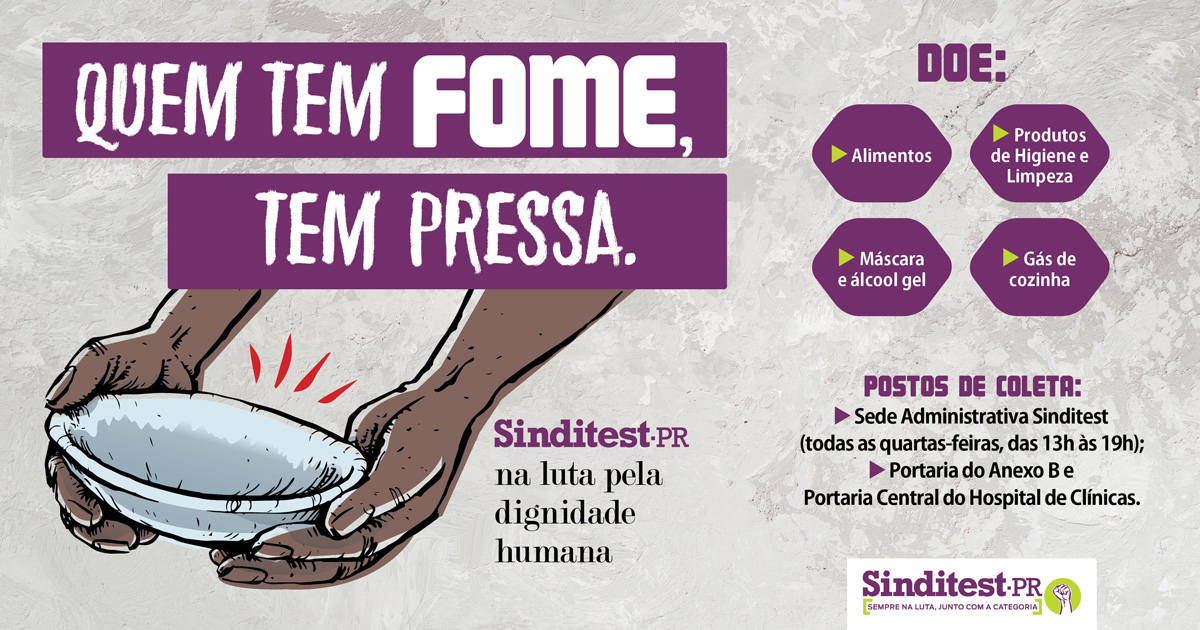 QUEM TEM FOME,
TEM PRESSA.
Sinditest-PR
na luta pela
dignidade
humana
DOE:
▶ Alimentos
▶ Produtos
de Higiene e
Limpeza
▶ Máscara
e álcool gel
▶ Gás de
cozinha
POSTOS DE COLETA:
▶ Sede Administrativa Sinditest
(todas as quartas-feiras, das 13h às 19h);
▶ Portaria do Anexo B e
Portaria Central do Hospital de Clínicas.
Sinditest-PR
[SEMPRE NA LUTA, JUNTO COM A CATEGORIA]